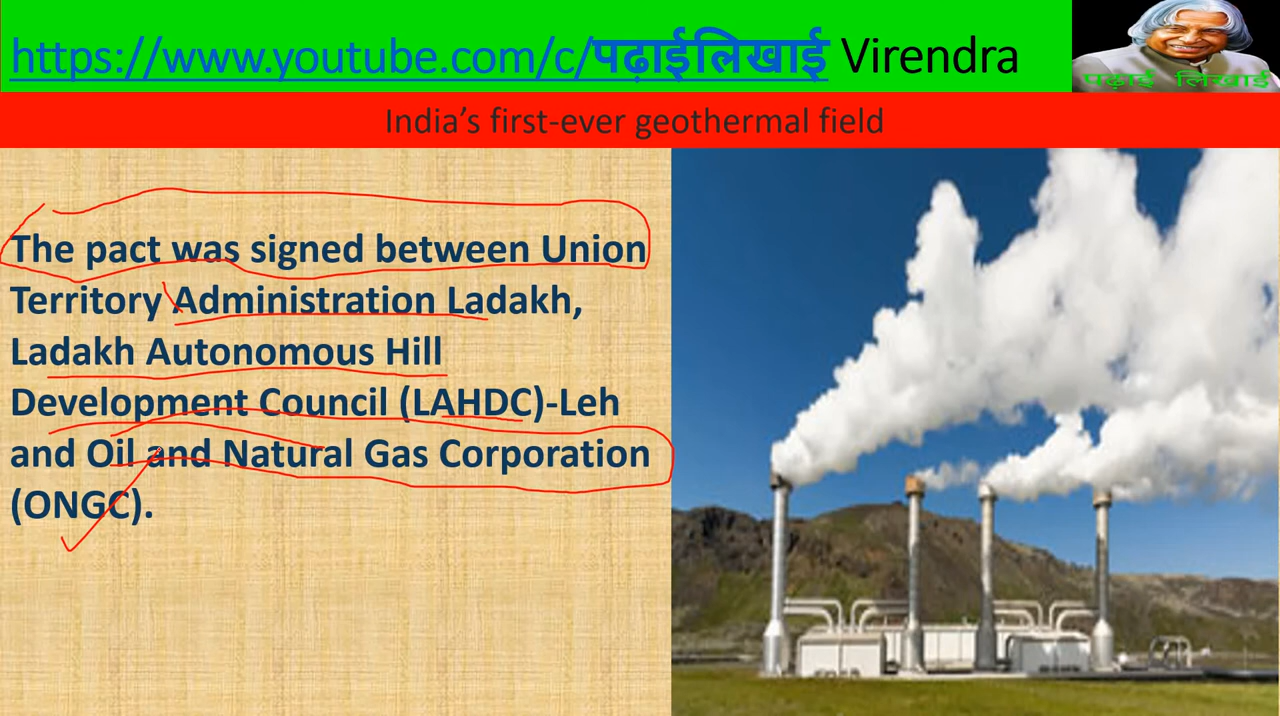 https://www.youtube.com/c/पढ़ाईलिखाई Virendra
पढ़ाई लिखाई
India’s first-ever geothermal field
The pact was signed between Union
Territory Administration Ladakh,
Ladakh Autonomous Hill
Development Council (LAHDC)-Leh
and Oil and Natural Gas Corporation
(ONGC).